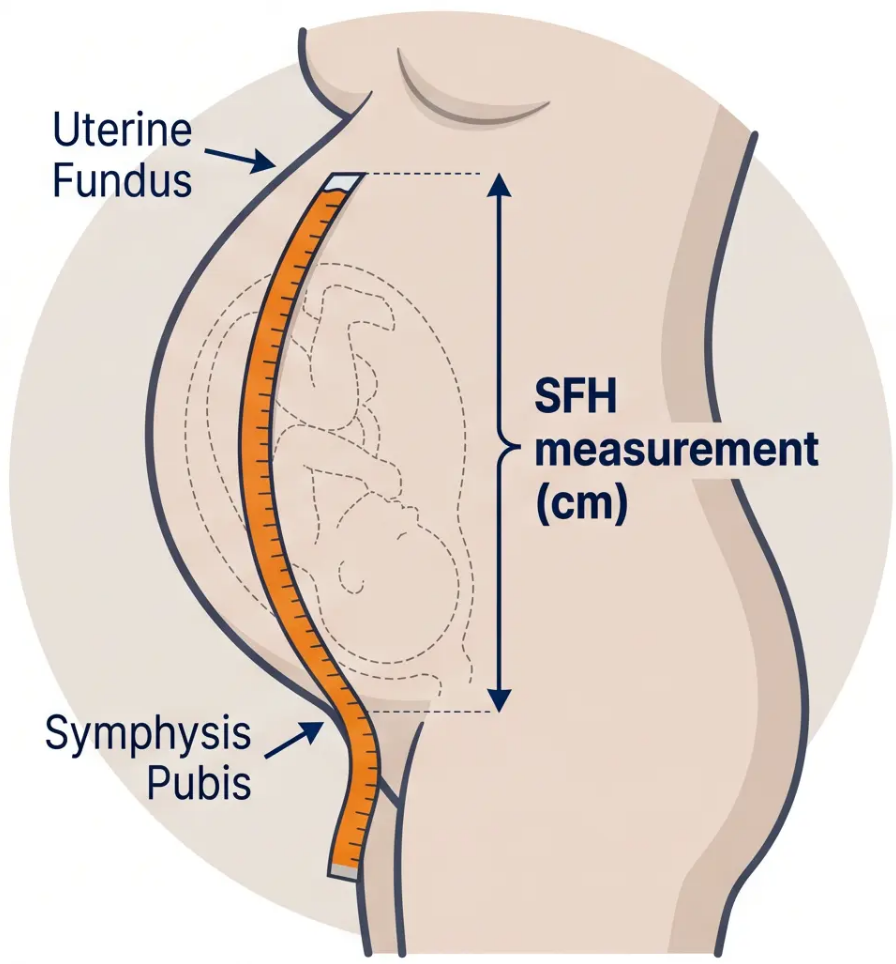 Uterine
Fundus
SFH
measurement
(cm)
Symphysis
Pubis